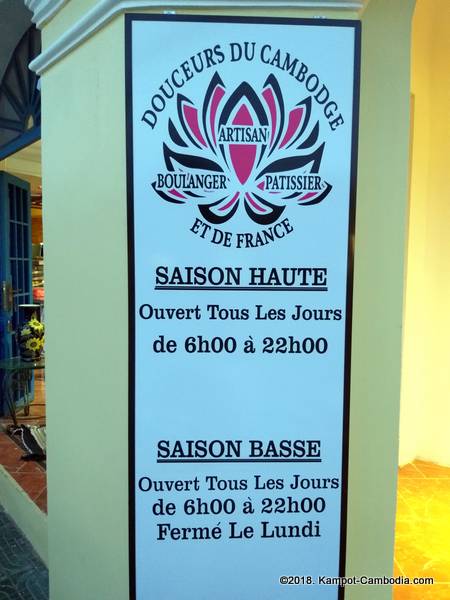 DOUCEURS DU CAMBODGE
ARTISAN
BOULANGER PATISSIER
ET DE FRANCE
SAISON HAUTE
Ouvert Tous Les Jours
de 6h00 à 22h00
SAISON BASSE
Ouvert Tous Les Jours
de 6h00 à 22h00
Fermé Le Lundi
©2018. Kampot-Cambodia.com